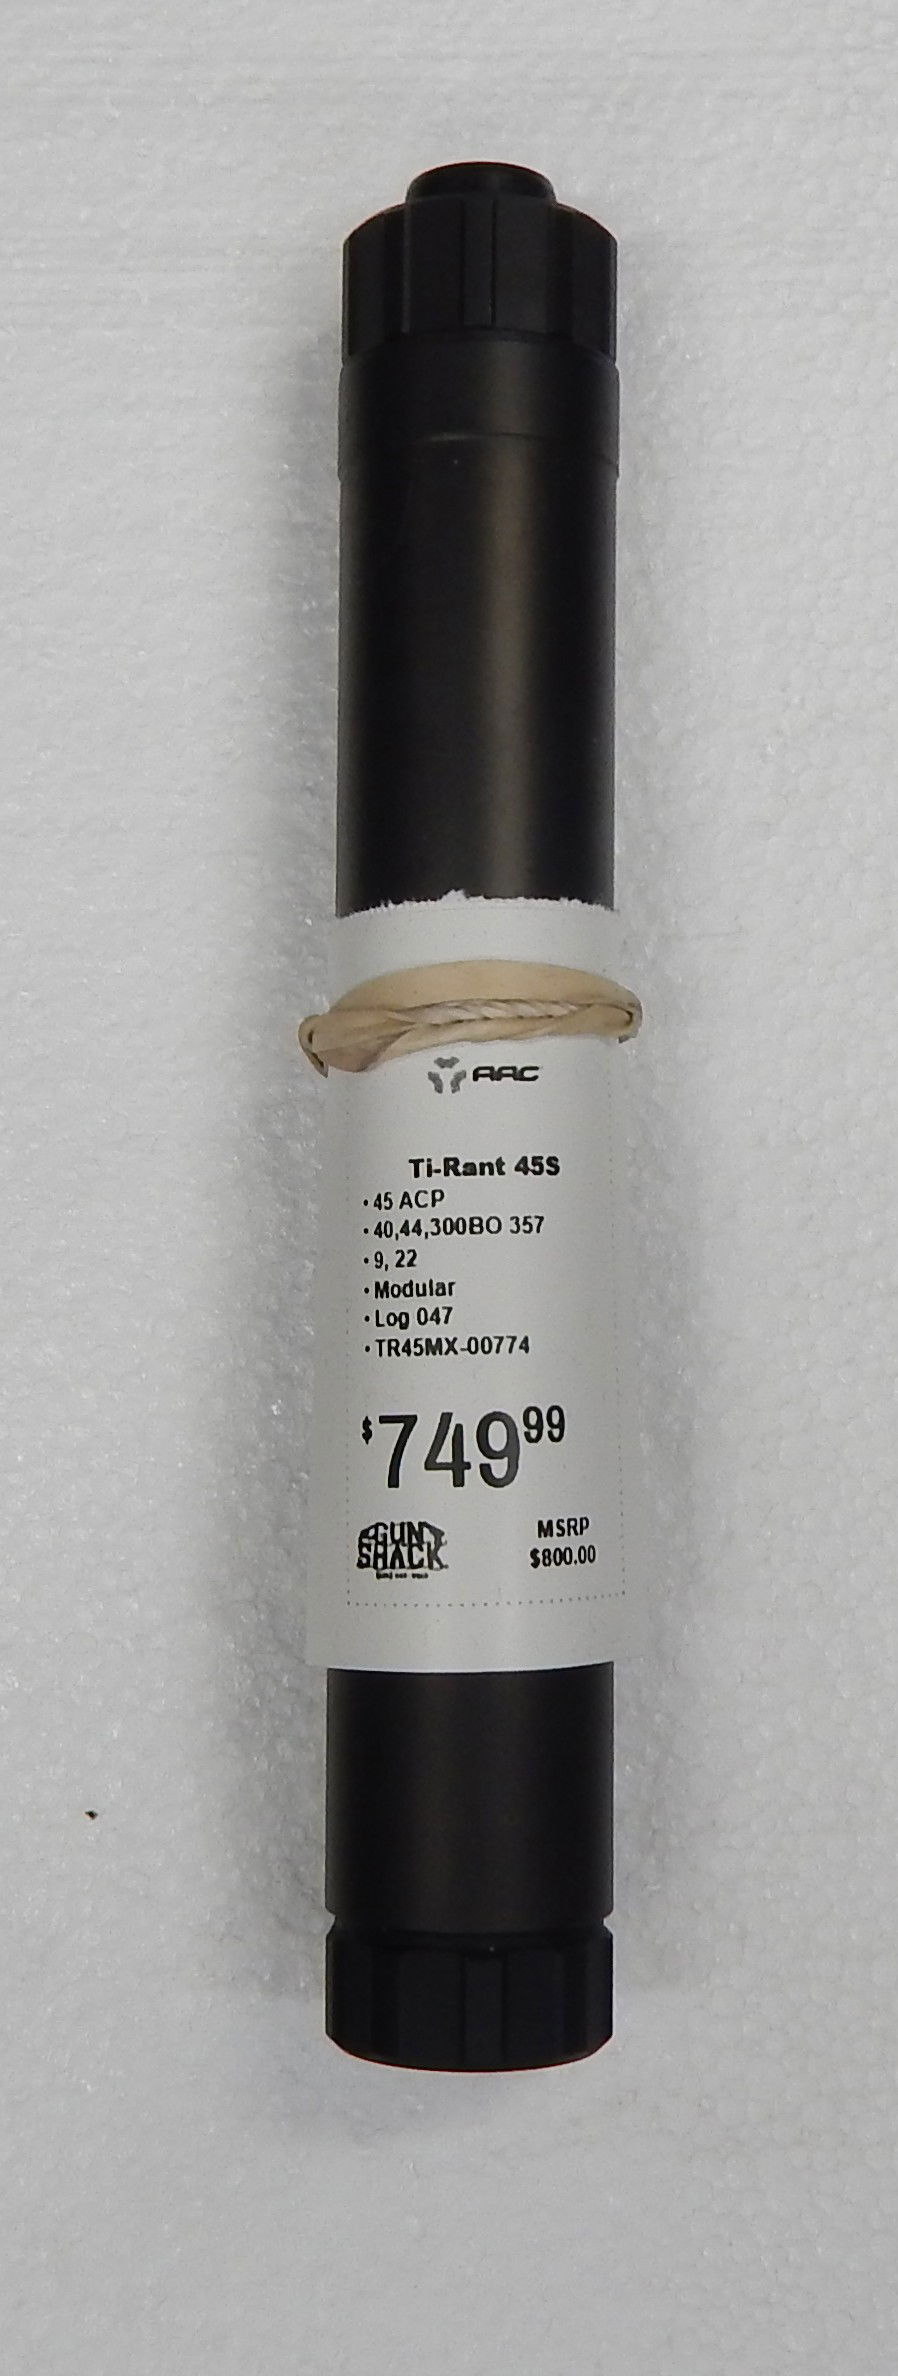 AAC
Ti-Rant 45S
• 45 ACP
• 40,44,300BO 357
• 9, 22
• Modular
• Log 047
• TR45MX-00774
$749 99
GUN
SHACK
MSRP
$800.00